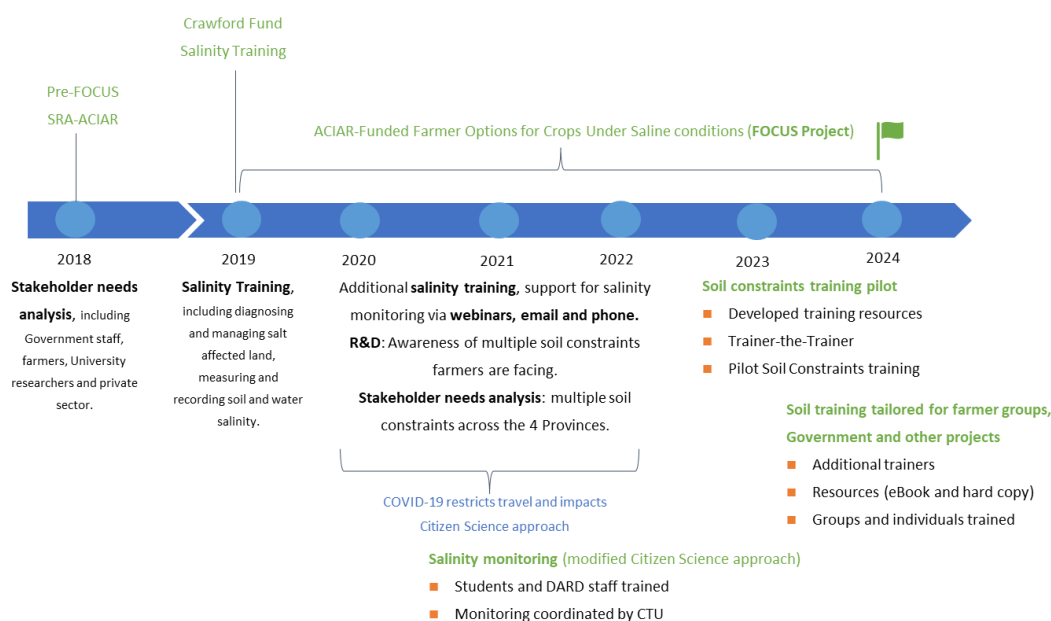 Crawford Fund
Salinity Training
Pre-FOCUS
SRA-ACIAR
ACIAR-Funded Farmer Options for Crops Under Saline conditions (FOCUS Project)
2018
2019
2020
2021
2022
2023
2024
Stakeholder needs
analysis, including
Government staff,
farmers, University
researchers and private
sector.
Salinity Training,
including diagnosing
and managing salt
affected land,
measuring and
recording soil and water
salinity.
Additional salinity training, support for salinity
monitoring via webinars, email and phone.
R&D: Awareness of multiple soil constraints
farmers are facing.
Stakeholder needs analysis: multiple soil
constraints across the 4 Provinces.
COVID-19 restricts travel and impacts
Citizen Science approach
Salinity monitoring (modified Citizen Science approach)
Students and DARD staff trained
Monitoring coordinated by CTU
Soil constraints training pilot
Developed training resources
Trainer-the-Trainer
Pilot Soil Constraints training
Soil training tailored for farmer groups,
Government and other projects
Additional trainers
Resources (eBook and hard copy)
Groups and individuals trained